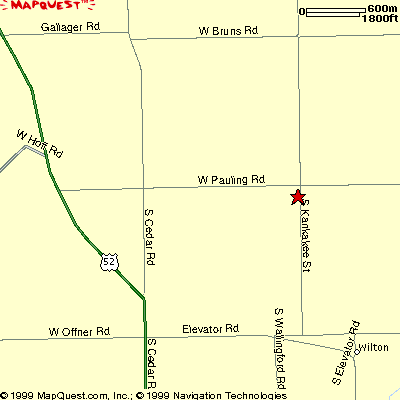 MAPQUEST™
0 600m
1800ft
Gallager Rd
W Bruns Rd
W Hoff Rd
W Pauling Rd
S Kankakee St
S Cedar Rd
52
W Offner Rd
Elevator Rd
S Wallingford Rd
Wilton
S Elevator Rd
S Cedar R
© 1999 MapQuest.com, Inc.; © 1999 Navigation Technologies